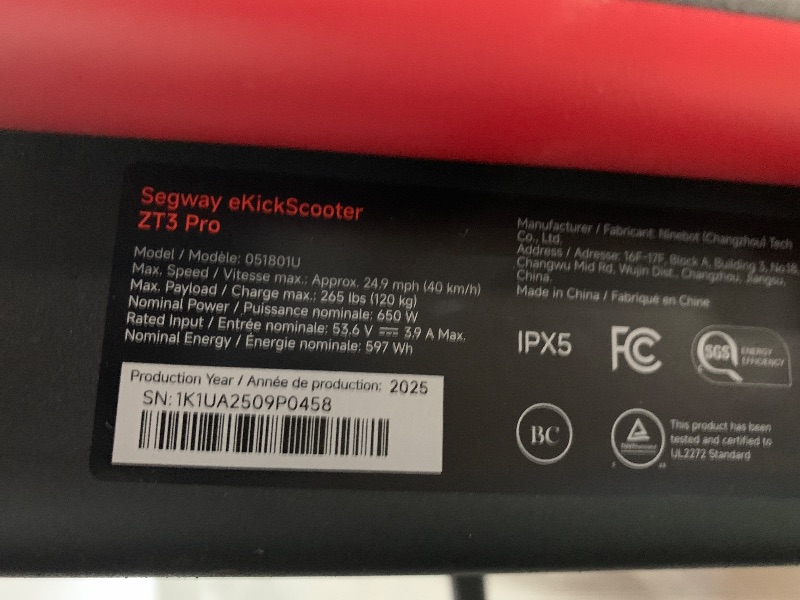 Segway eKickScooter
ZT3 Pro
Model / Modèle: 051801U
Max. Speed / Vitesse max.: Approx. 24.9 mph (40 km/h)
Max. Payload / Charge max.: 265 lbs (120 kg)
Nominal Power / Puissance nominale: 650 W
Rated Input / Entrée nominale: 53.6 V ⎓ 3.9 A Max.
Nominal Energy / Énergie nominale: 597 Wh
Production Year / Année de production: 2025
SN: 1K1UA2509P0458
Manufacturer / Fabricant: Ninebot (Changzhou) Tech
Co., Ltd.
Address / Adresse: 16F-17F, Block A, Building 3, No.18,
Changwu Mid Rd, Wujin Dist., Changzhou, Jiangsu,
China.
Made in China / Fabriqué en Chine
IPX5
FC
SGS
ENERGY
EFFICIENCY
BC
This product has been
tested and certified to
UL2272 Standard